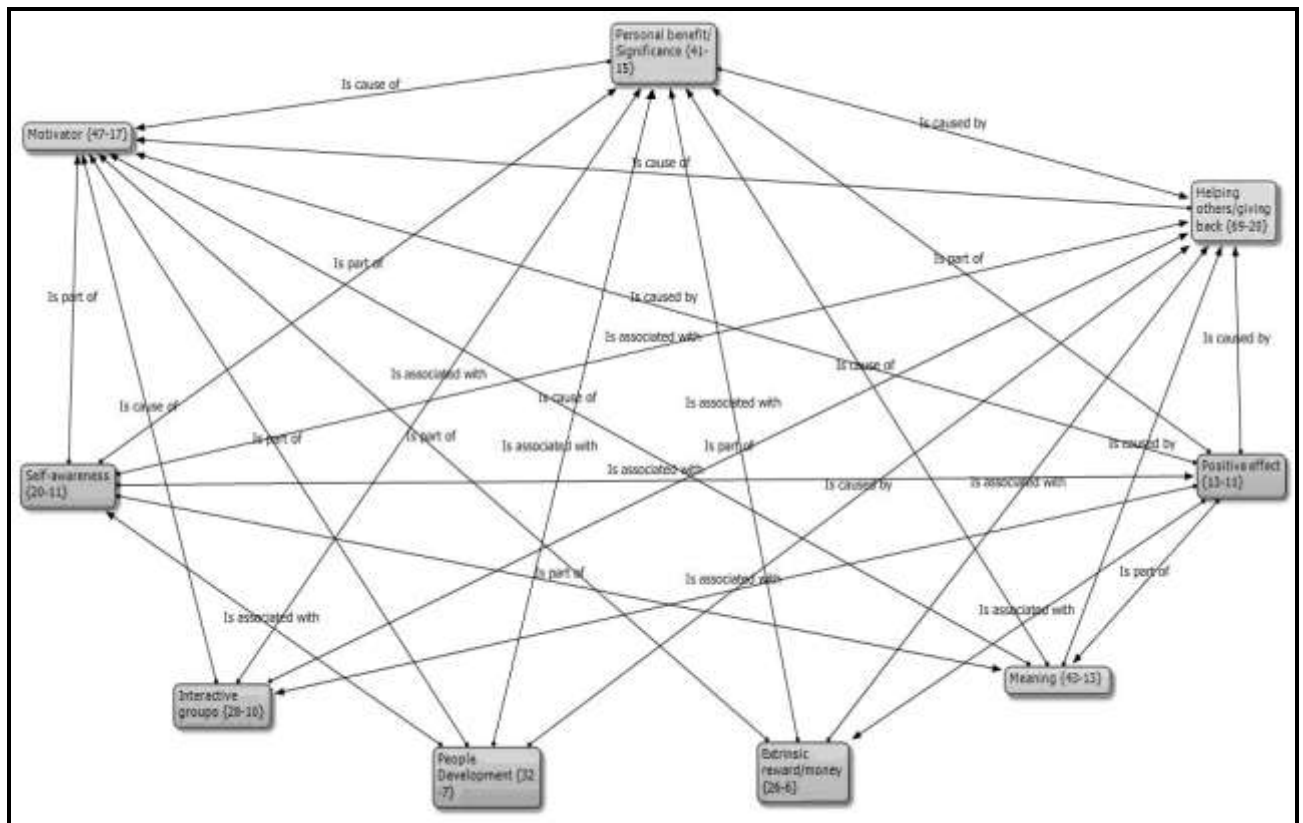 Personal benefit/
Significance {41-
15}
Is cause of
Motivator {47-17}
Is caused by
Is cause of
Helping
others/giving
back {69-20}
Is part of
Is part of
Is part of
Is caused by
Is associated with
Is caused by
Is cause of
Is associated with
Is cause of
Is associated with
Is cause of
Is part of
Is part of
Is associated with
Is part of
Is caused by
Self-awareness
{20-11}
Is associated with
Is caused by
Is associated with
Positive effect
{13-11}
Is part of
Is associated with
Is part of
Is associated with
Is associated with
Interactive
groups {28-10}
Meaning {43-13}
People
Development {32
-7}
Extrinsic
reward/money
{26-6}